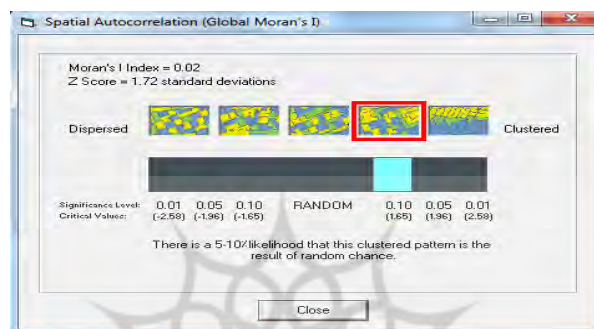 Spatial Autocorrelation (Global Moran's I)
Moran's I Index = 0.02
Z Score = 1.72 standard deviations
Dispersed
Clustered
Significance Level: 0.01 0.05 0.10 RANDOM 0.10 0.05 0.01
Critical Values: (-2.58) (-1.96) (-1.65) (1.65) (1.96) (2.58)
There is a 5-10% likelihood that this clustered pattern is the
result of random chance.
Close